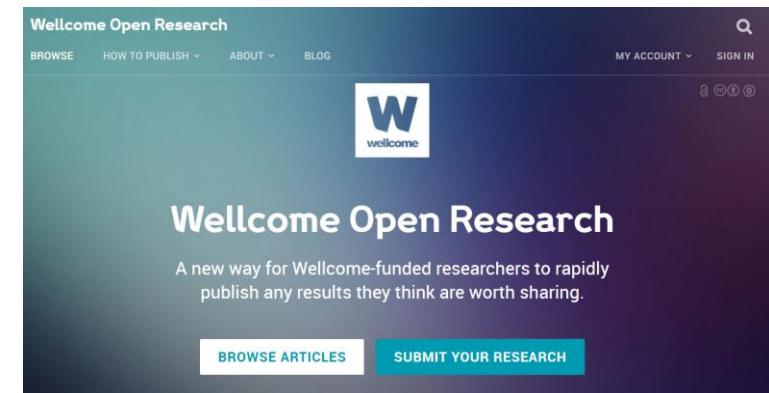 Wellcome Open Research
BROWSE HOW TO PUBLISH ABOUT BLOG MY ACCOUNT SIGN IN
W
wellcome
Wellcome Open Research
A new way for Wellcome-funded researchers to rapidly
publish any results they think are worth sharing.
BROWSE ARTICLES SUBMIT YOUR RESEARCH